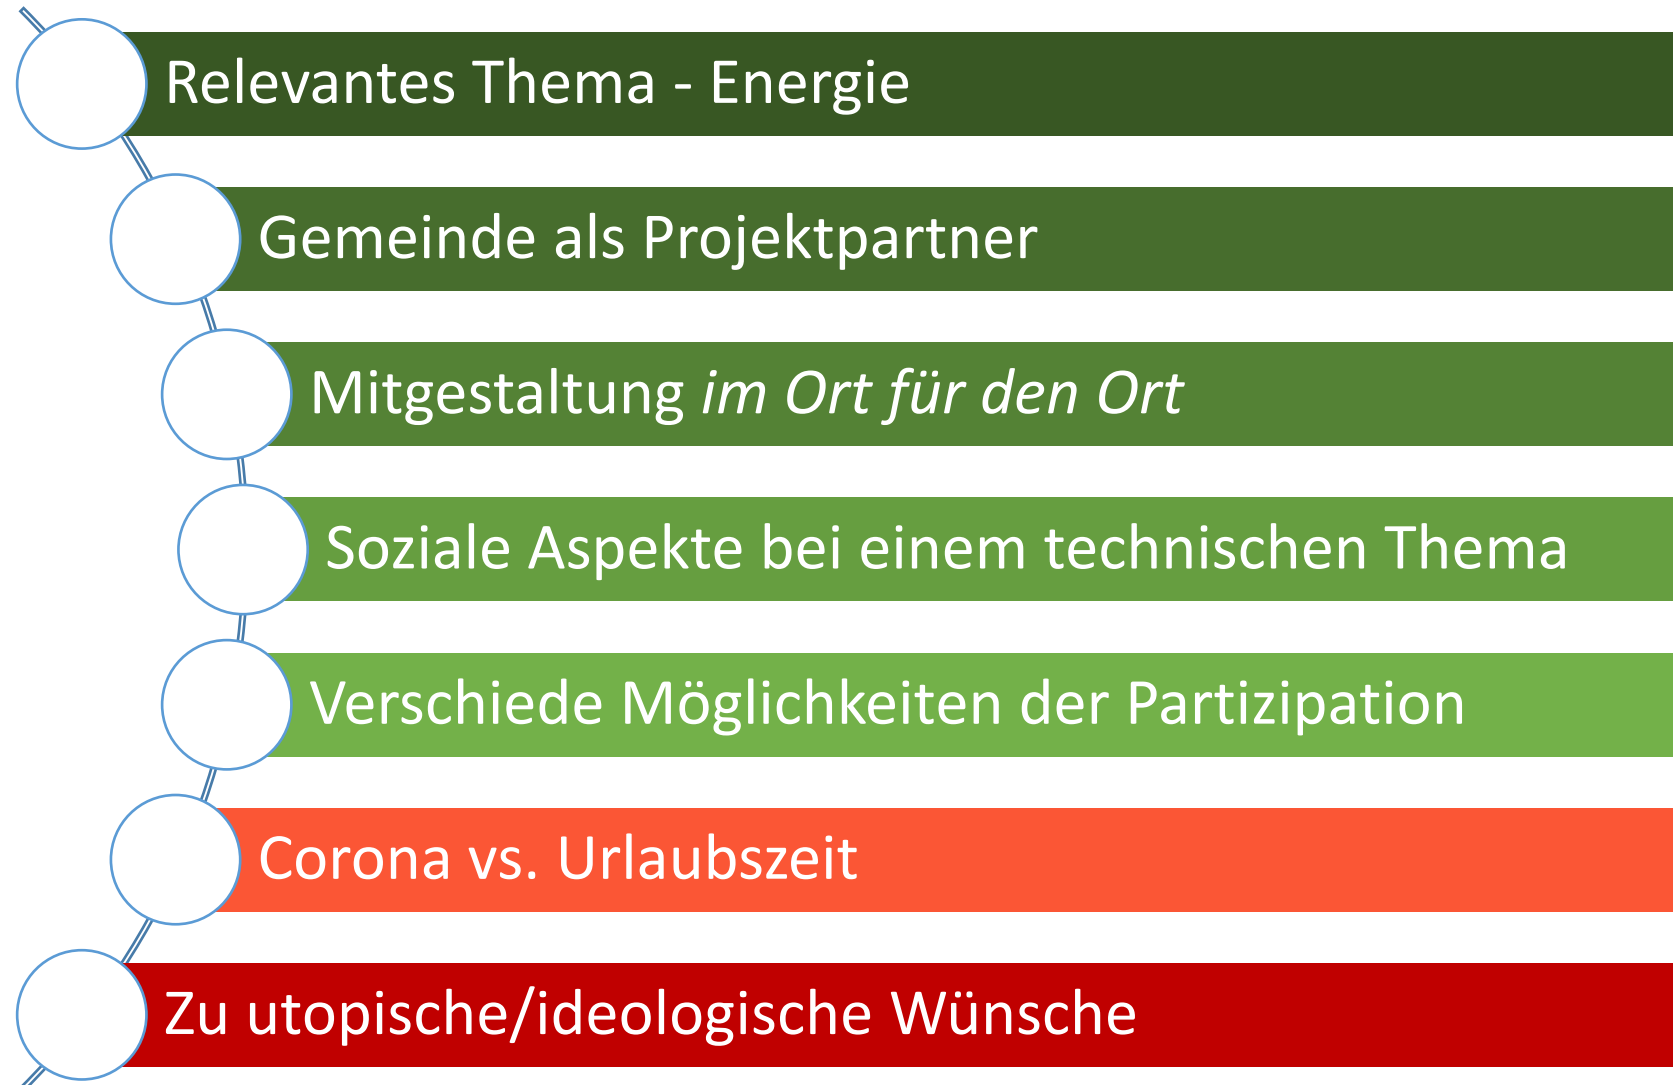 Relevantes Thema - Energie
Gemeinde als Projektpartner
Mitgestaltung im Ort für den Ort
Soziale Aspekte bei einem technischen Thema
Verschiede Möglichkeiten der Partizipation
Corona vs. Urlaubszeit
Zu utopische/ideologische Wünsche